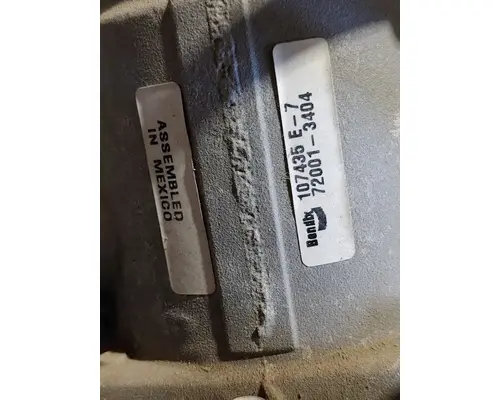 ASSEMBLED
IN MEXICO
107435 E-7
Bendix 72001-3404